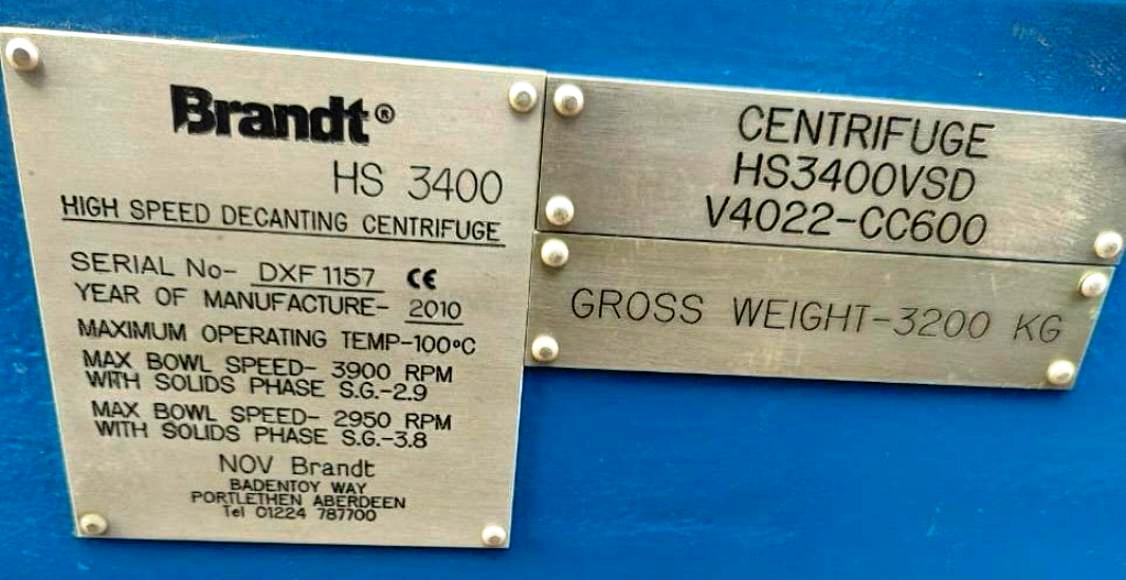 Brandt®
HS 3400
HIGH SPEED DECANTING CENTRIFUGE
SERIAL No- DXF1157 CE
YEAR OF MANUFACTURE- 2010
MAXIMUM OPERATING TEMP-100°C
MAX BOWL SPEED- 3900 RPM
WITH SOLIDS PHASE S.G.-2.9
MAX BOWL SPEED- 2950 RPM
WITH SOLIDS PHASE S.G.-3.8
NOV Brandt
BADENTOY WAY
PORTLETHEN ABERDEEN
Tel 01224 787700
CENTRIFUGE
HS3400VSD
V4022-CC600
GROSS WEIGHT-3200 KG